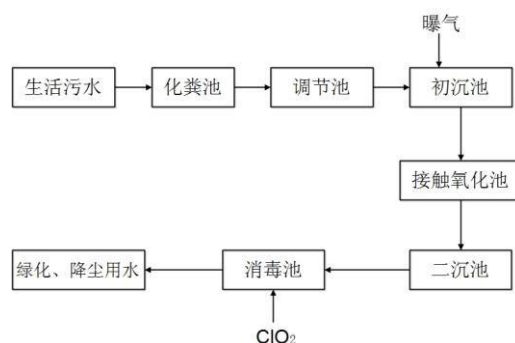 曝气
生活污水
化粪池
调节池
初沉池
接触氧化池
绿化、降尘用水
消毒池
二沉池
ClO₂